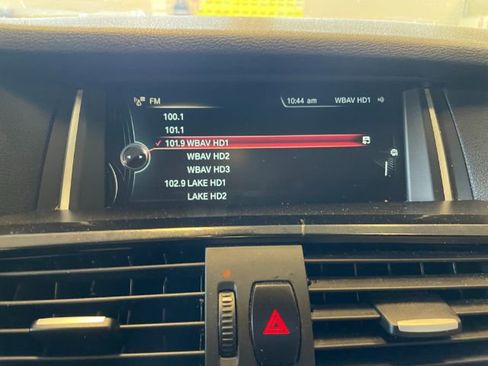 FM 10:44 am WBAV HD1
100.1
101.1
101.9 WBAV HD1
WBAV HD2
WBAV HD3
102.9 LAKE HD1
LAKE HD2